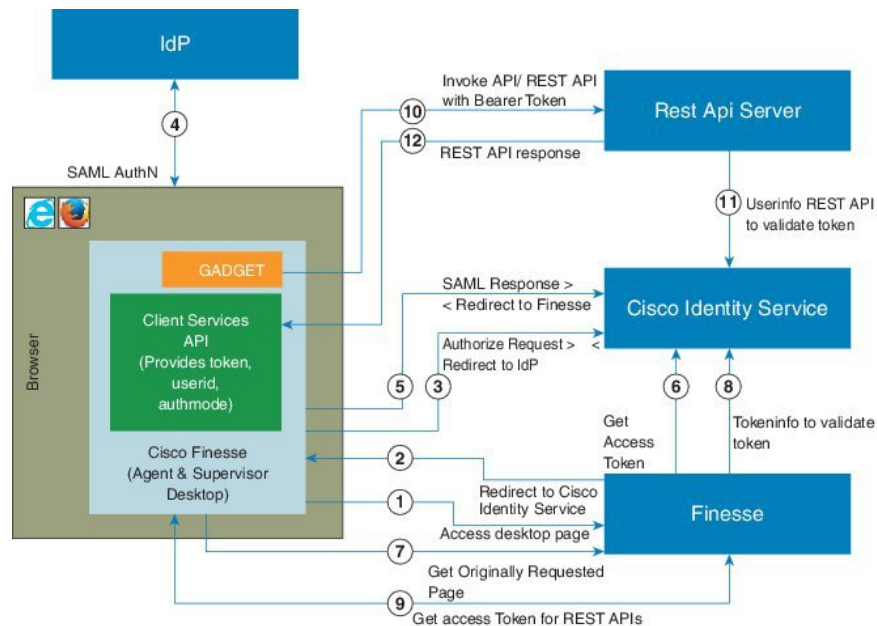 IdP
4
SAML AuthN
Invoke API/ REST API
with Bearer Token
10
12
REST API response
Rest Api Server
11
Userinfo REST API
to validate token
Browser
GADGET
Client Services
API
(Provides token,
userid,
authmode)
Cisco Finesse
(Agent & Supervisor
Desktop)
SAML Response >
< Redirect to Finesse
Authorize Request > <
Redirect to IdP
5
3
Cisco Identity Service
6
8
Get
Access
Token
Tokeninfo to validate
token
2
Redirect to Cisco
Identity Service
1
Access desktop page
7
Get Originally Requested
Page
9
Get access Token for REST APIs
Finesse